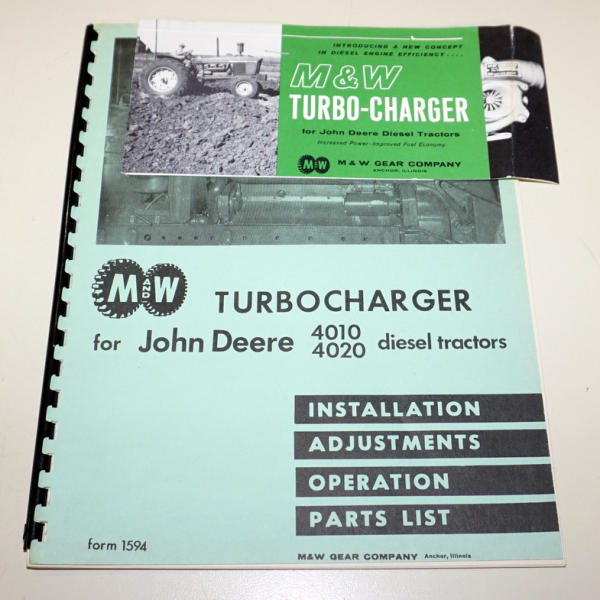 INTRODUCING A NEW CONCEPT
IN DIESEL ENGINE EFFICIENCY....
M&W
TURBO-CHARGER
for John Deere Diesel Tractors
Increased Power-Improved Fuel Economy
M&W M & W GEAR COMPANY
ANCHOR, ILLINOIS
M AND W TURBOCHARGER
for John Deere 4010 4020 diesel tractors
INSTALLATION
ADJUSTMENTS
OPERATION
PARTS LIST
form 1594
M&W GEAR COMPANY Anchor, Illinois